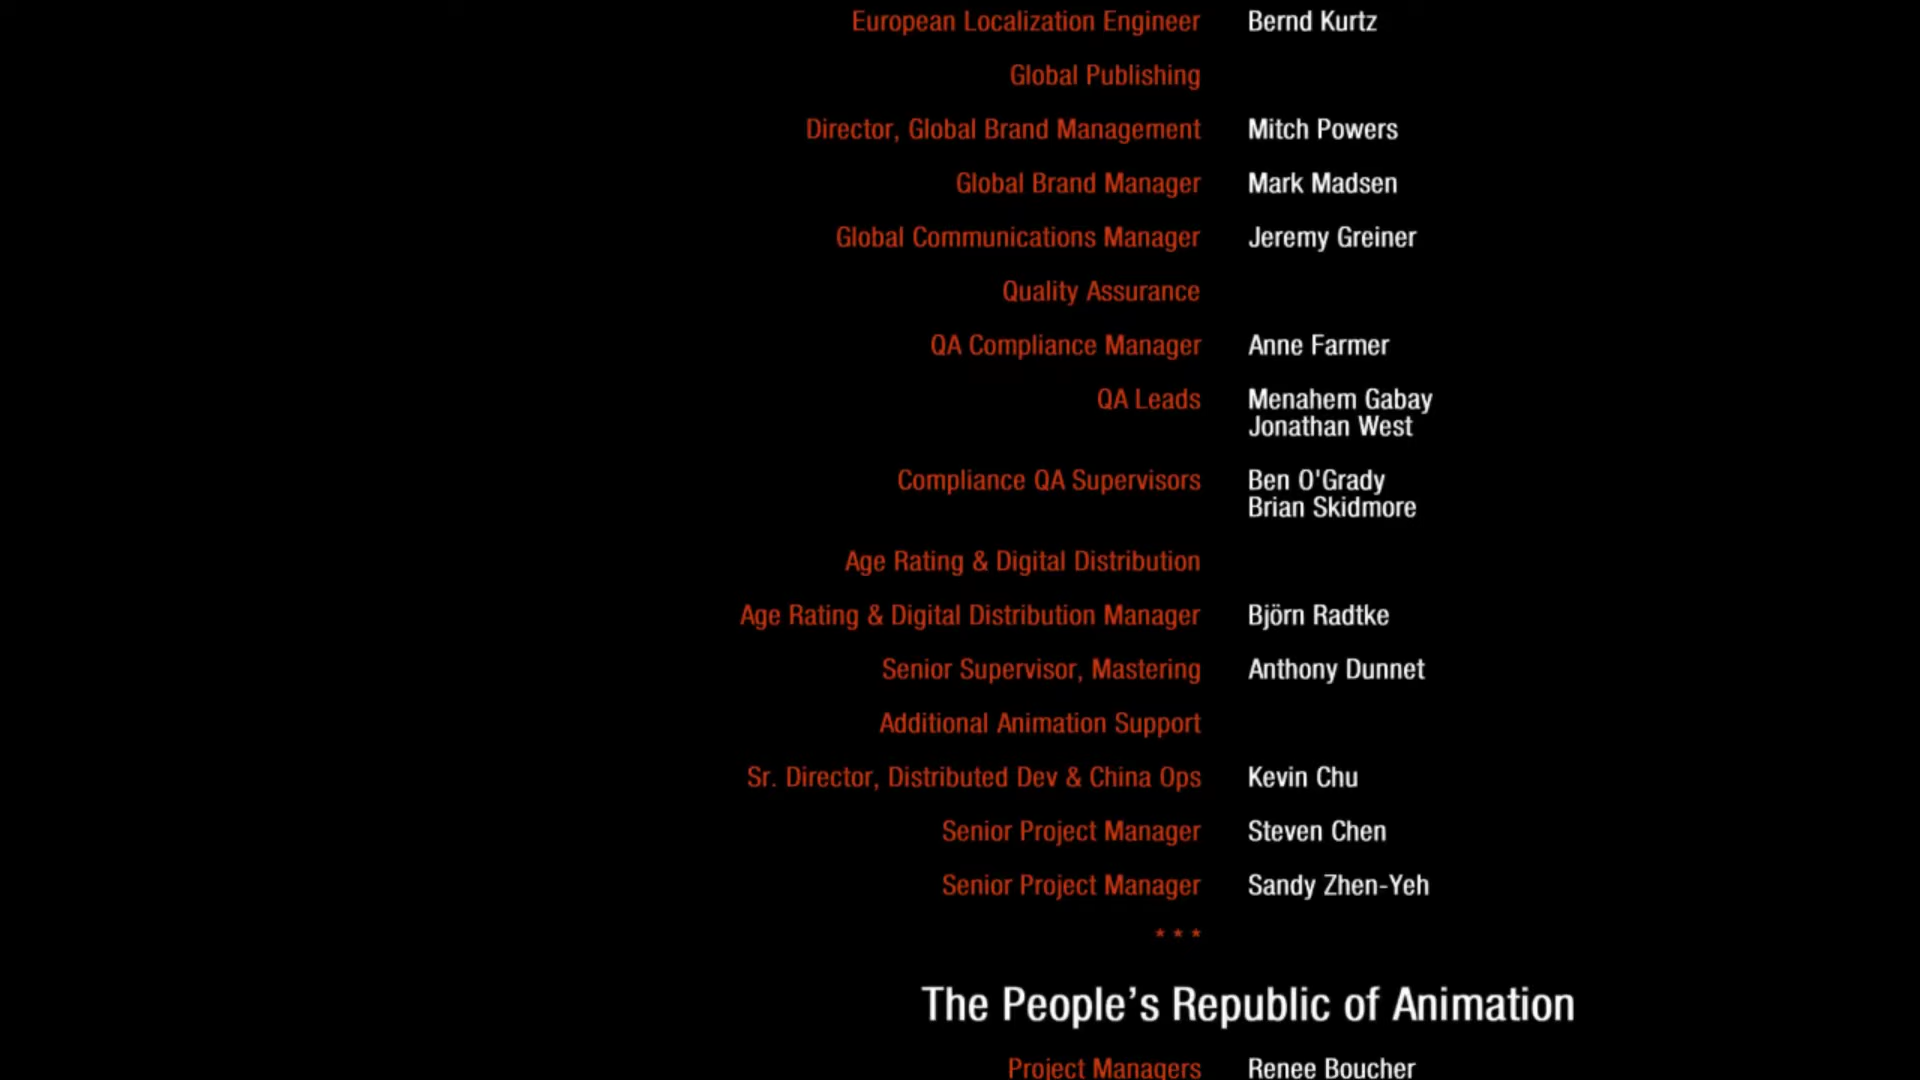 European Localization Engineer Bernd Kurtz
Global Publishing
Director, Global Brand Management Mitch Powers
Global Brand Manager Mark Madsen
Global Communications Manager Jeremy Greiner
Quality Assurance
QA Compliance Manager Anne Farmer
QA Leads Menahem Gabay
Jonathan West
Compliance QA Supervisors Ben O'Grady
Brian Skidmore
Age Rating & Digital Distribution
Age Rating & Digital Distribution Manager Björn Radtke
Senior Supervisor, Mastering Anthony Dunnet
Additional Animation Support
Sr. Director, Distributed Dev & China Ops Kevin Chu
Senior Project Manager Steven Chen
Senior Project Manager Sandy Zhen-Yeh
* * *
The People’s Republic of Animation
Project Managers Renee Boucher